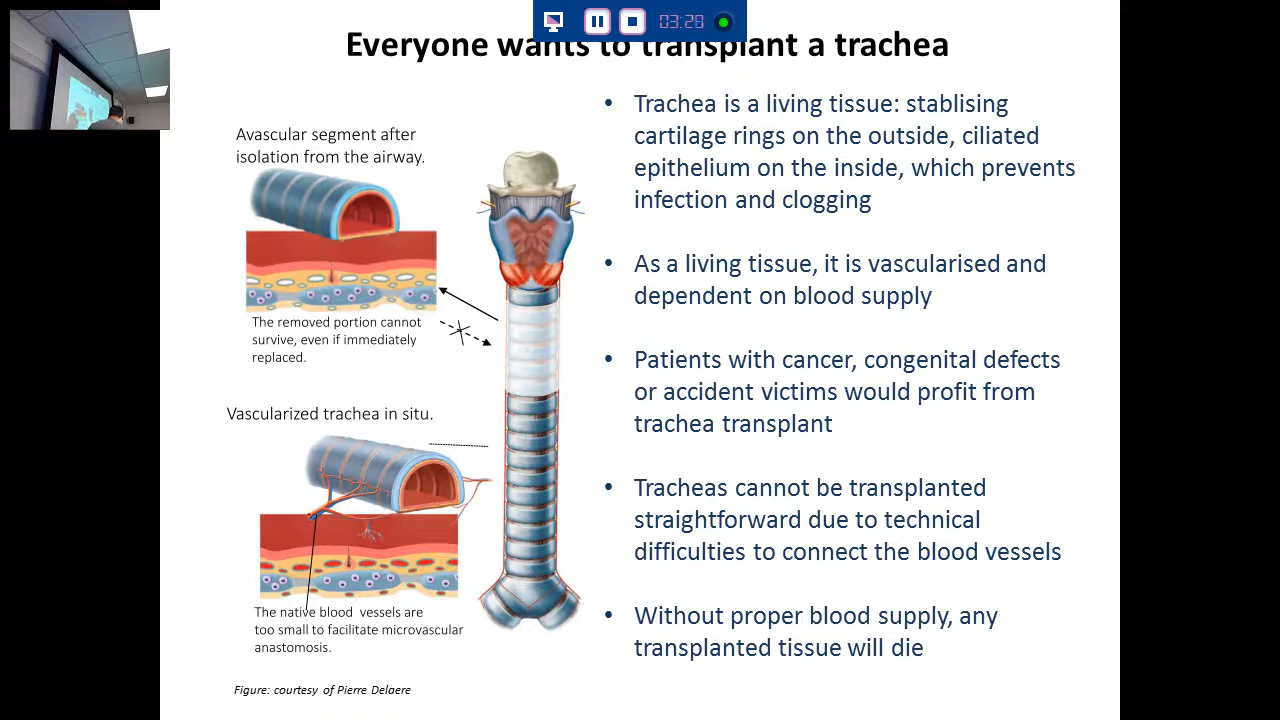 03:28
Everyone wants to transplant a trachea
Avascular segment after
isolation from the airway.
The removed portion cannot
survive, even if immediately
replaced.
Vascularized trachea in situ.
The native blood vessels are
too small to facilitate microvascular
anastomosis.
Figure: courtesy of Pierre Delaere
• Trachea is a living tissue: stablising
cartilage rings on the outside, ciliated
epithelium on the inside, which prevents
infection and clogging
• As a living tissue, it is vascularised and
dependent on blood supply
• Patients with cancer, congenital defects
or accident victims would profit from
trachea transplant
• Tracheas cannot be transplanted
straightforward due to technical
difficulties to connect the blood vessels
• Without proper blood supply, any
transplanted tissue will die